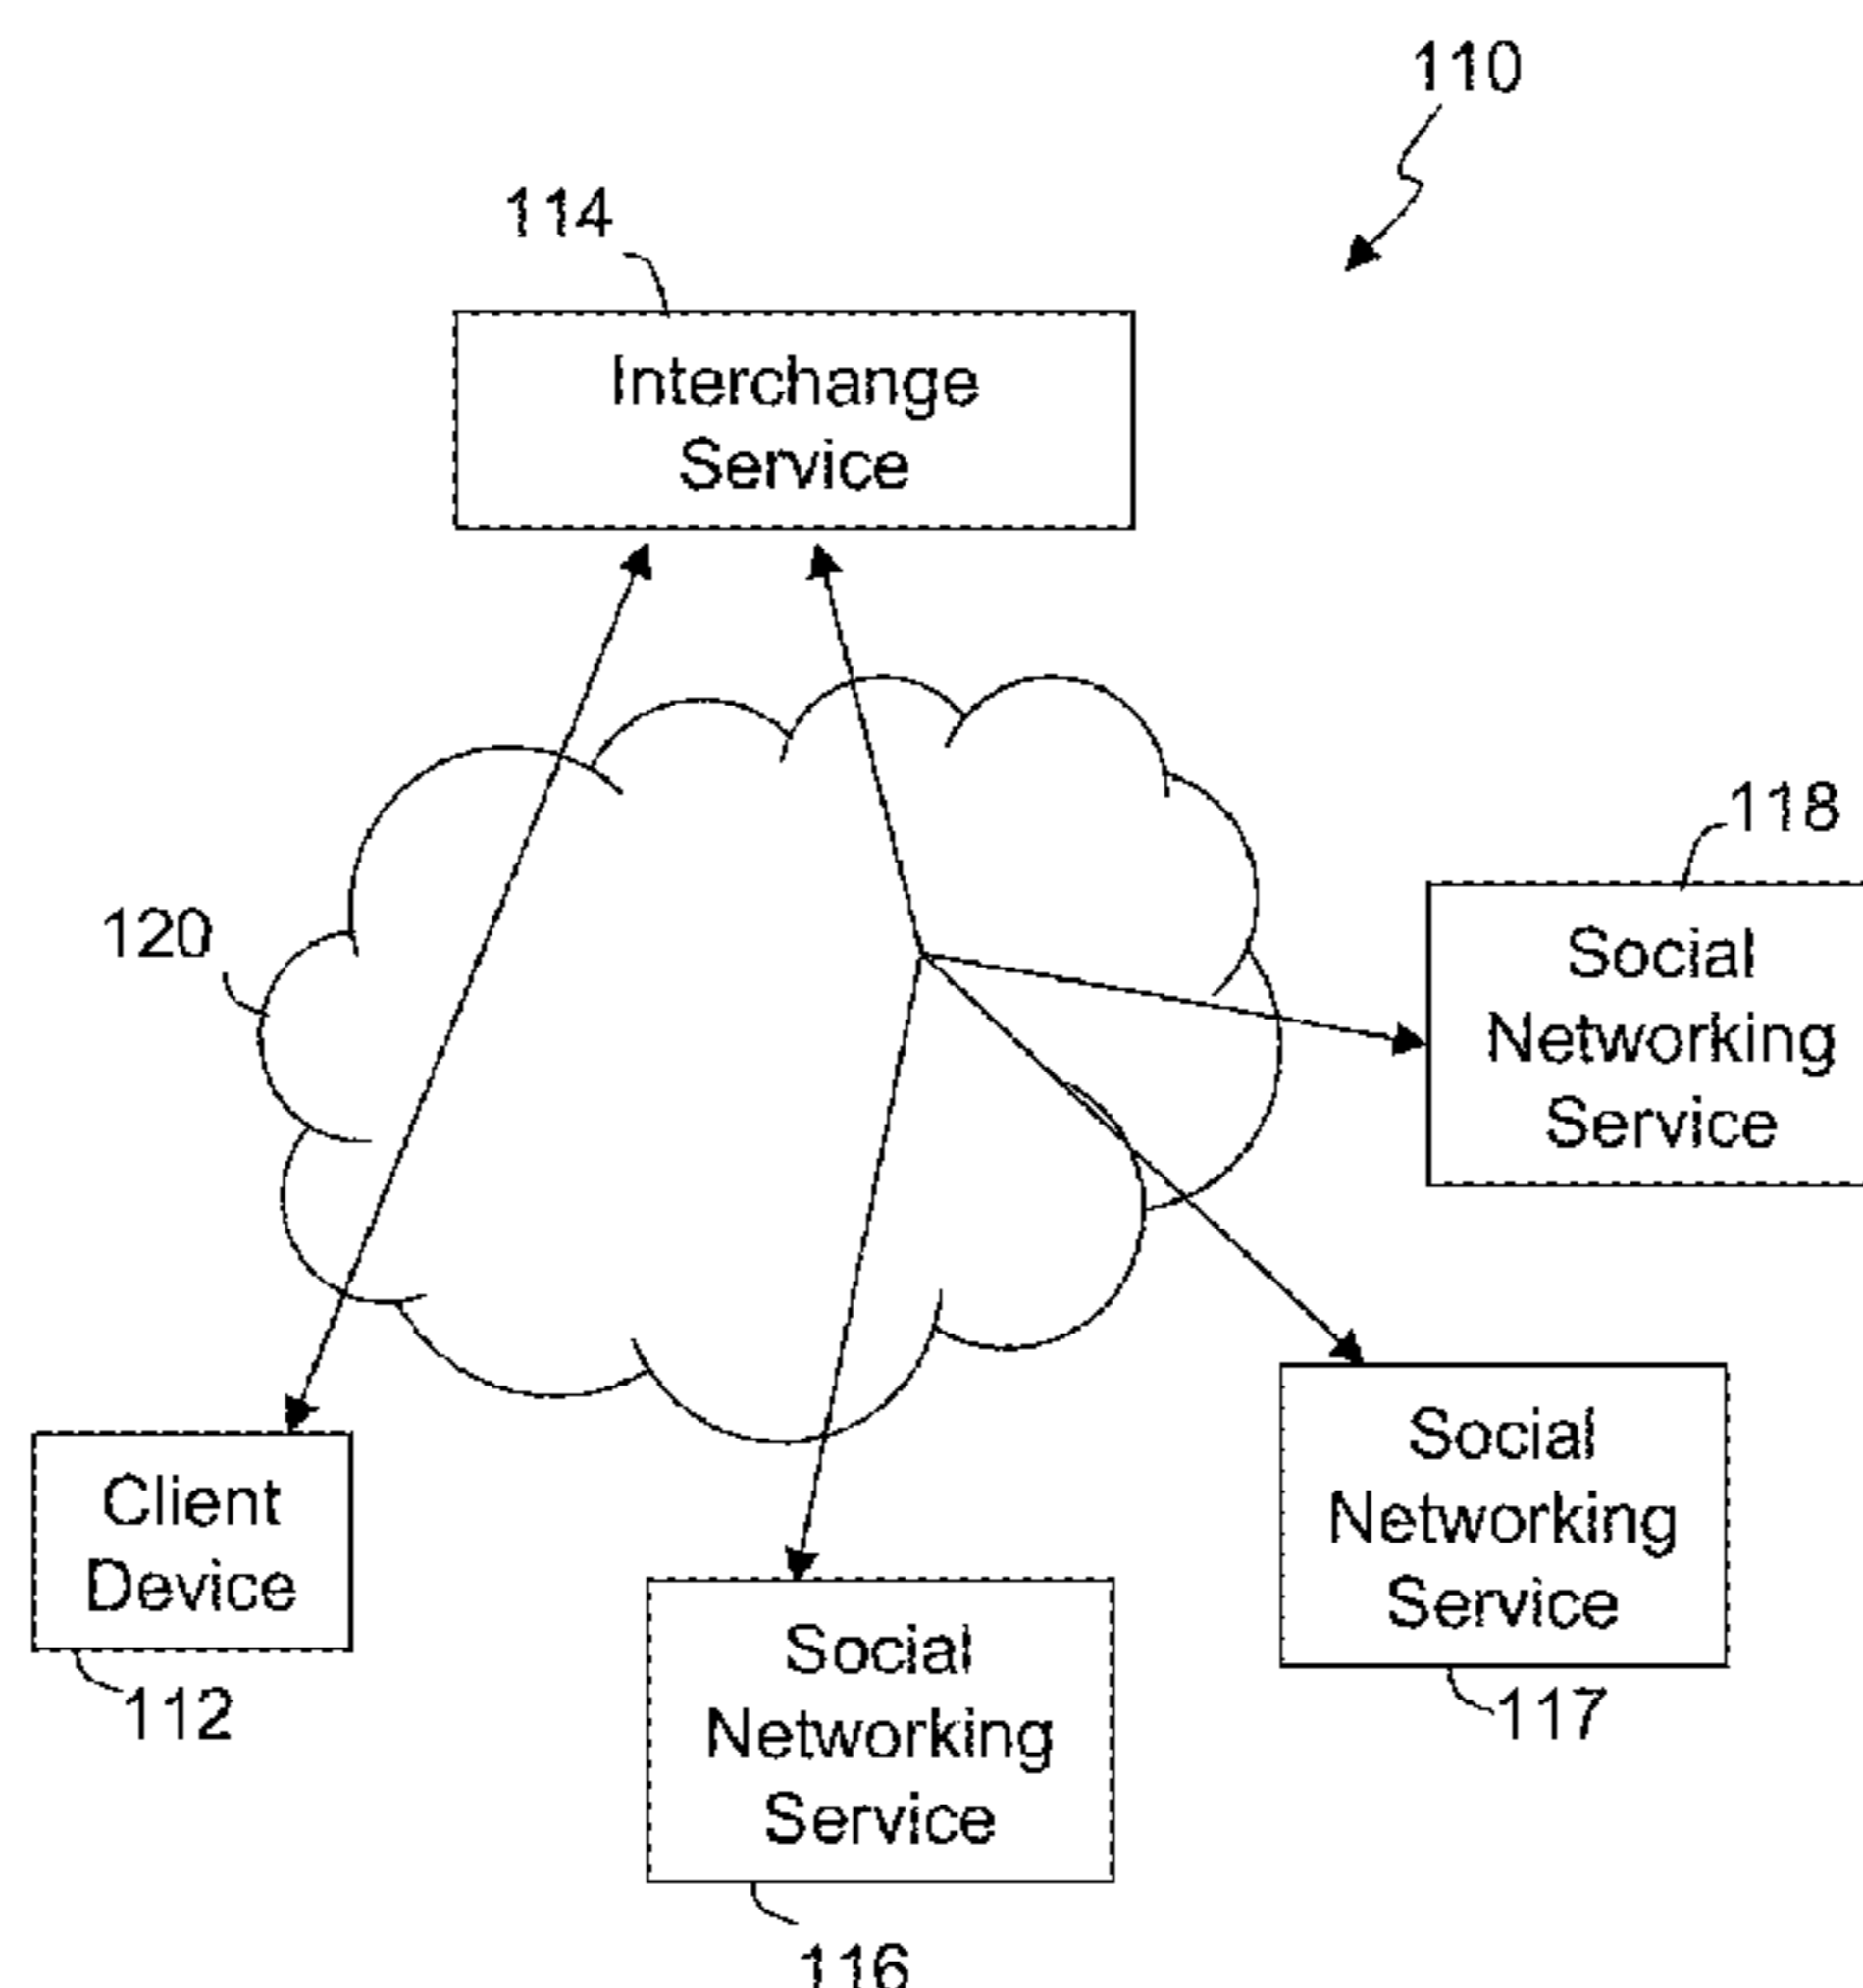 110
114
Interchange
Service
118
120
Social
Networking
Service
Client
Device
112
Social
Networking
Service
117
Social
Networking
Service
116